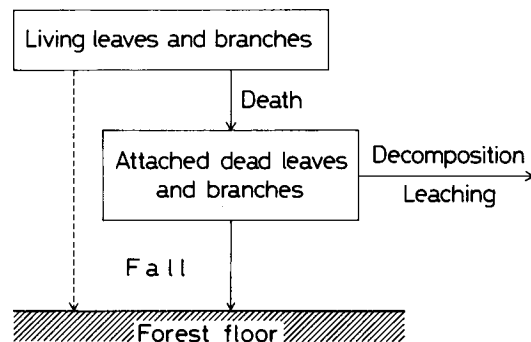 Living leaves and branches
Death
Attached dead leaves
and branches
Decomposition
Leaching
Fall
Forest floor